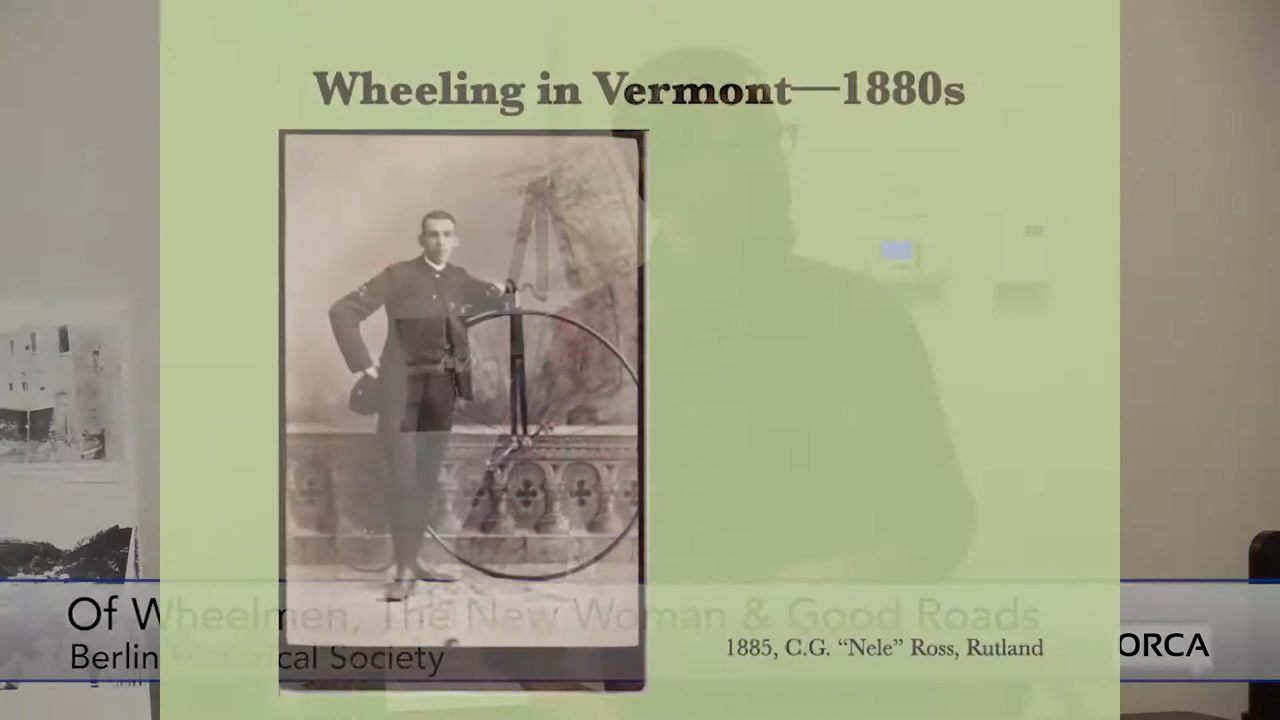 Wheeling in Vermont—1880s
Of Wheelmen, The New Woman & Good Roads
1885, C.G. “Nele” Ross, Rutland
Berlin Historical Society
ORCA